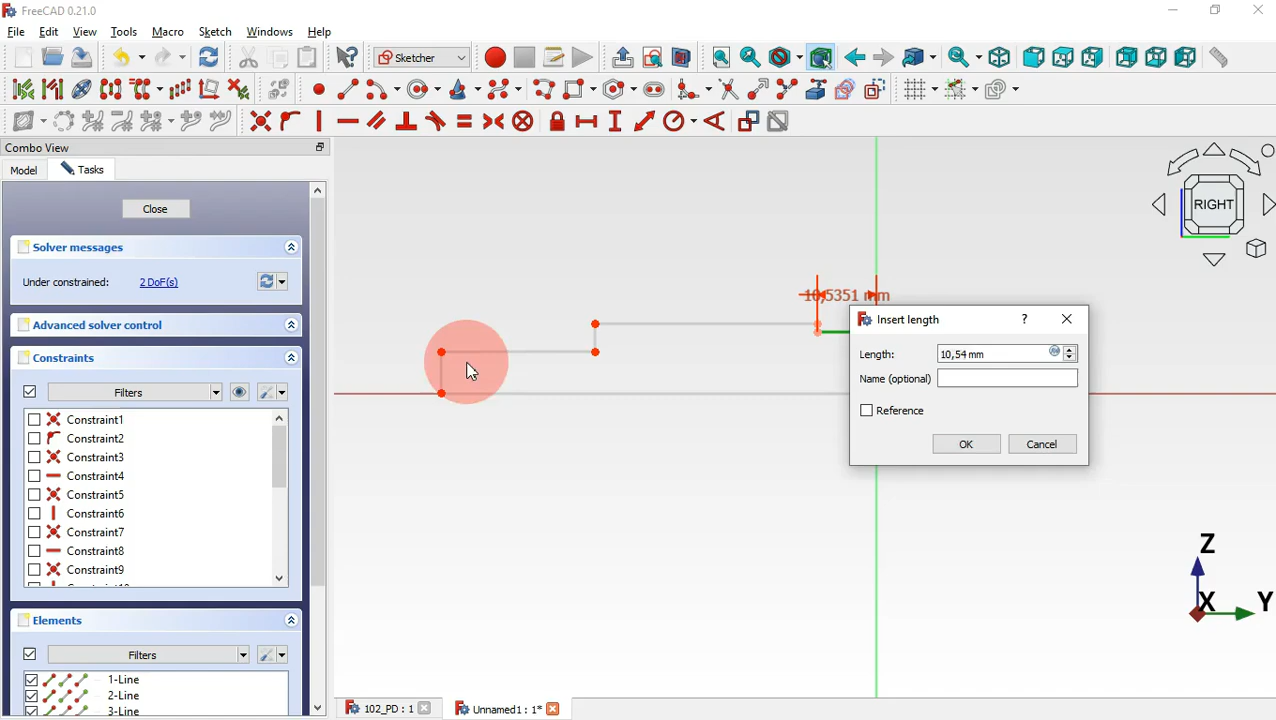 FreeCAD 0.21.0
File Edit View Tools Macro Sketch Windows Help
Sketcher
Combo View
Model Tasks
Close
Solver messages
Under constrained: 2 DoF(s)
Advanced solver control
Constraints
Filters
Constraint1
Constraint2
Constraint3
Constraint4
Constraint5
Constraint6
Constraint7
Constraint8
Constraint9
Elements
Filters
1-Line
2-Line
3-Line
10,5351 mm
Insert length ?
Length: 10,54 mm
Name (optional)
Reference
OK Cancel
RIGHT
Z
X Y
102_PD : 1 Unnamed1 : 1*